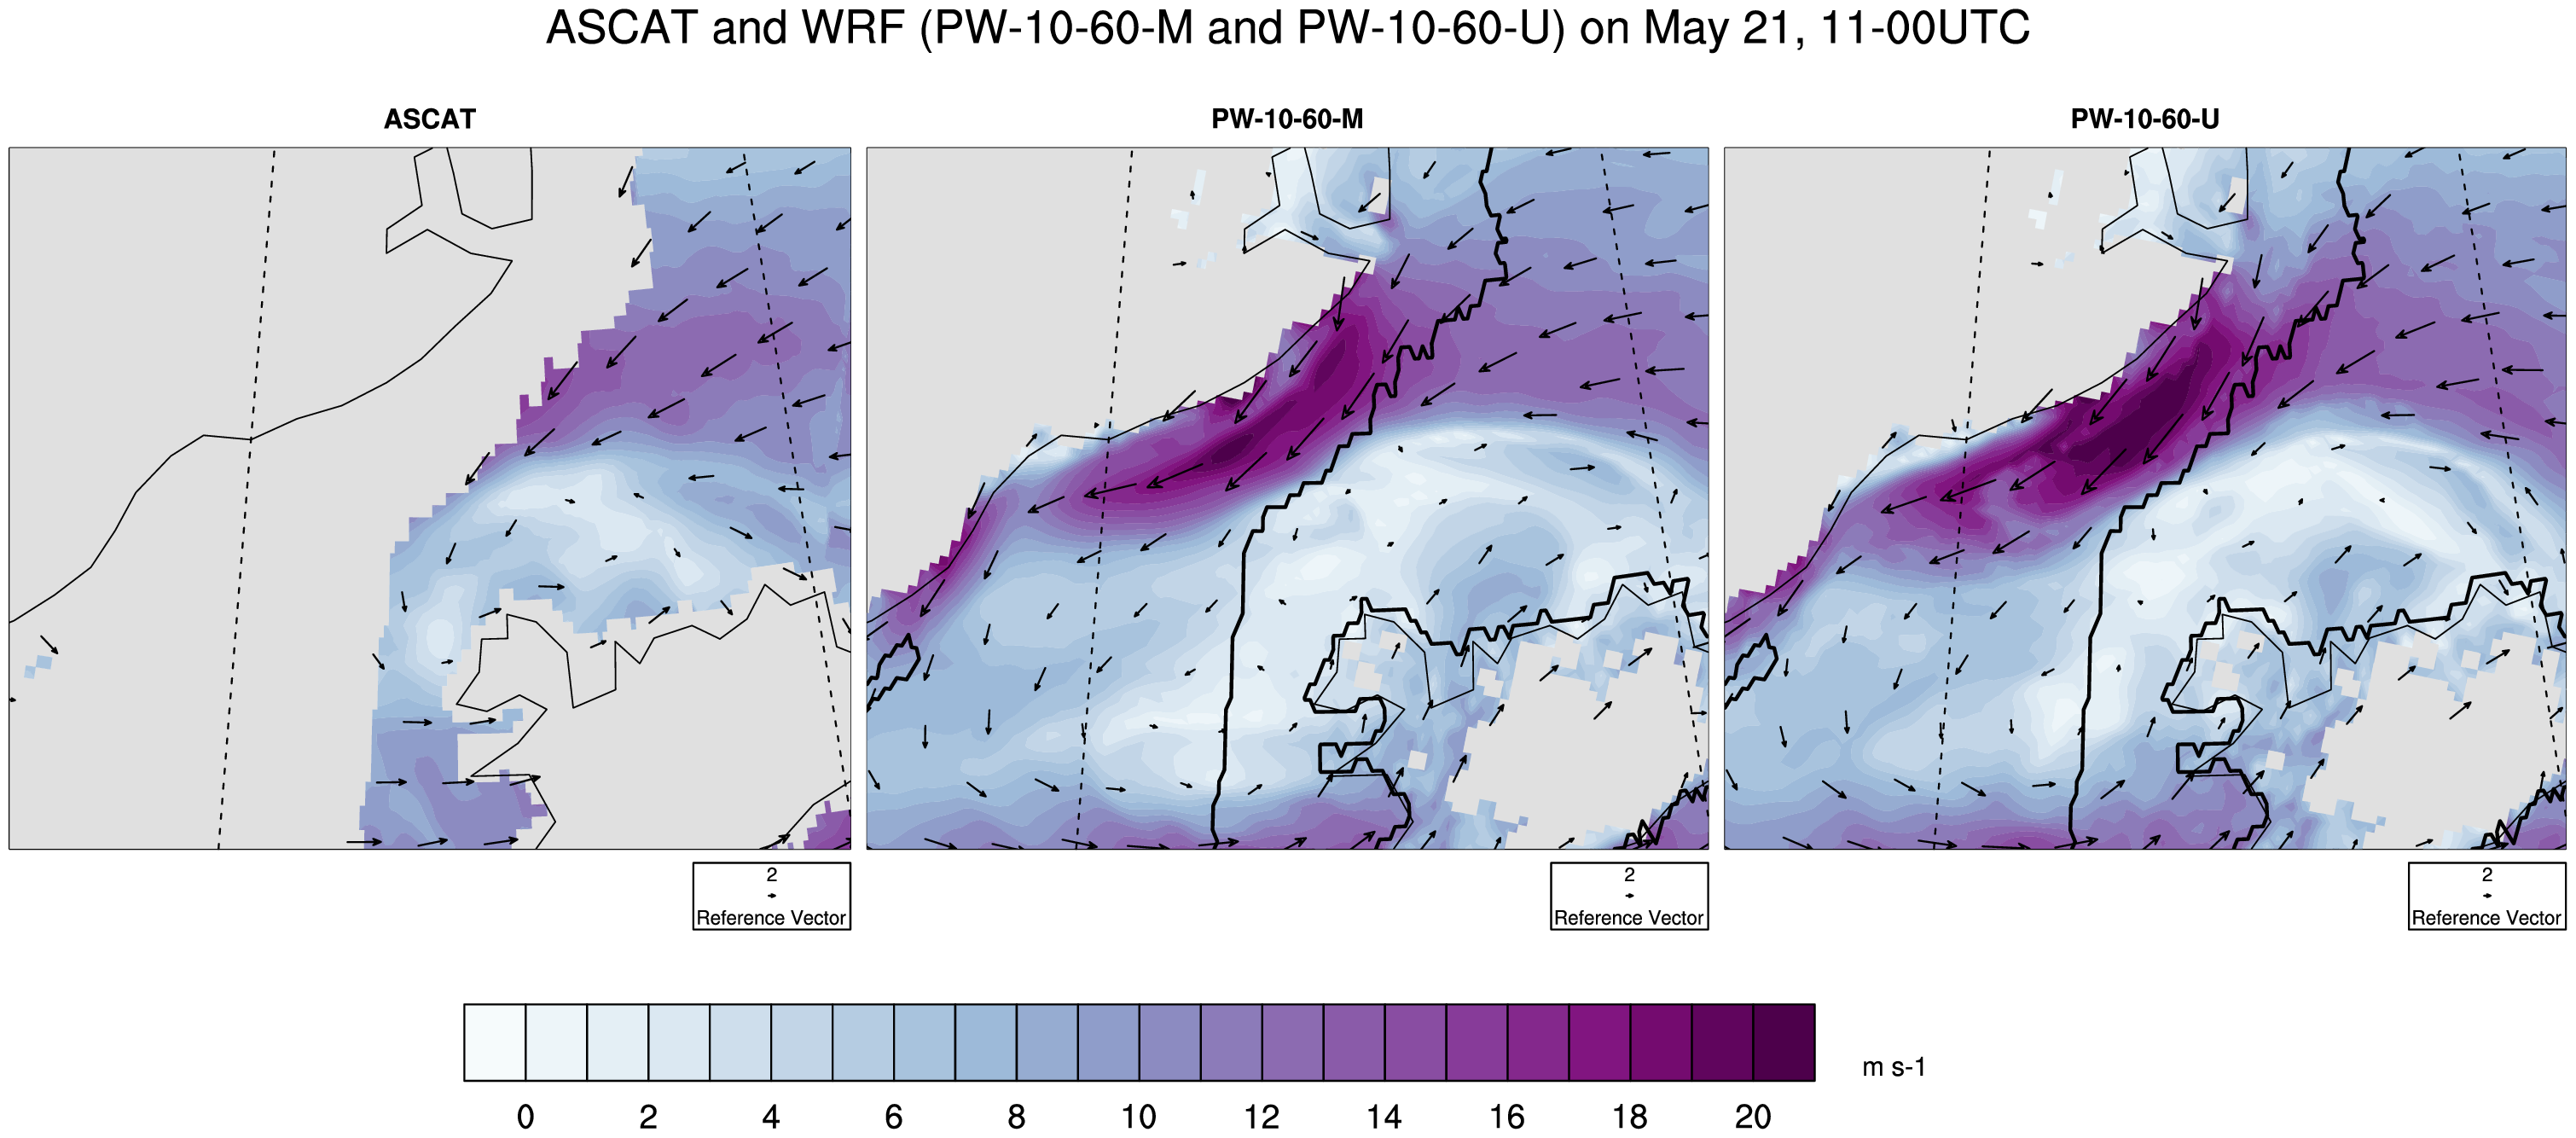 ASCAT and WRF (PW-10-60-M and PW-10-60-U) on May 21, 11-00UTC
ASCAT
PW-10-60-M
PW-10-60-U
2
Reference Vector
2
Reference Vector
2
Reference Vector
m s-1
0 2 4 6 8 10 12 14 16 18 20